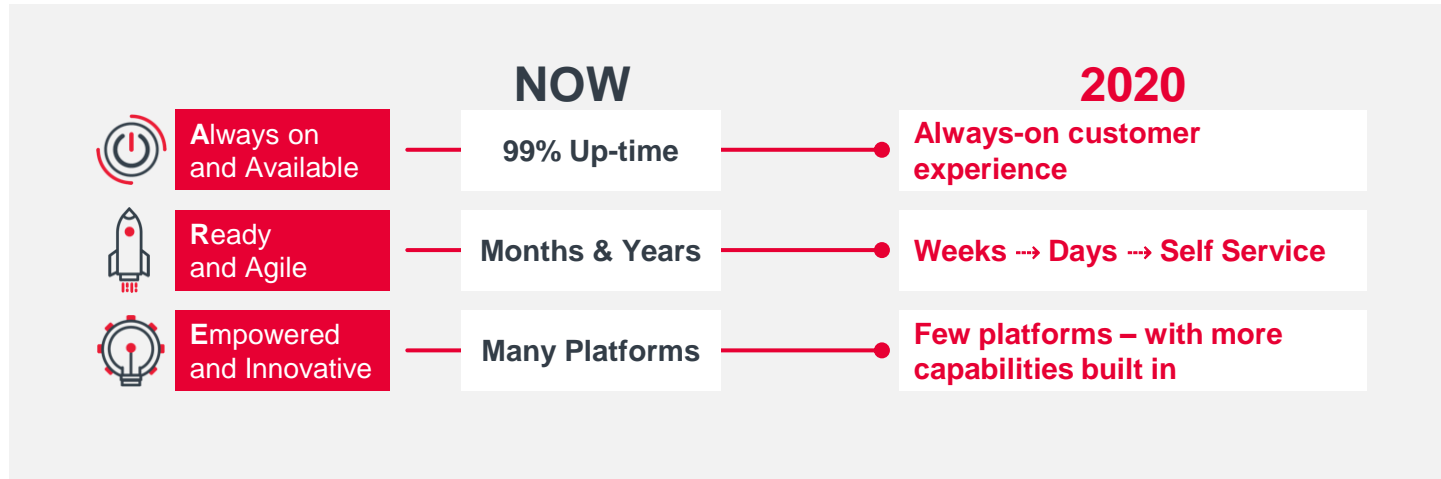 NOW
2020
Always on
and Available
99% Up-time
Always-on customer
experience
Ready
and Agile
Months & Years
Weeks ⤍ Days ⤍ Self Service
Empowered
and Innovative
Many Platforms
Few platforms – with more
capabilities built in